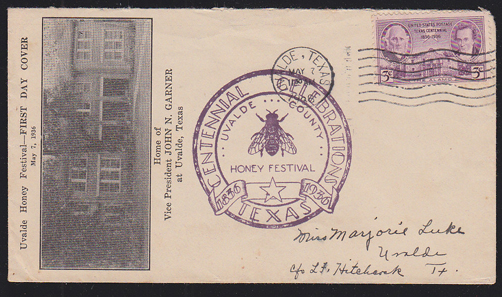 Uvalde Honey Festival—FIRST DAY COVER
May 7, 1936
Home of
Vice President JOHN N. GARNER
at Uvalde, Texas
CENTENNIAL CELEBRATIONS
UVALDE COUNTY
HONEY FESTIVAL
1836 1936
TEXAS
UVALDE, TEXAS
MAY 7
UNITED STATES POSTAGE
TEXAS CENTENNIAL
1836-1936
3¢ 3¢
Miss Marjorie Luke
Uvalde
c/o L.F. Hitchcock Tx.